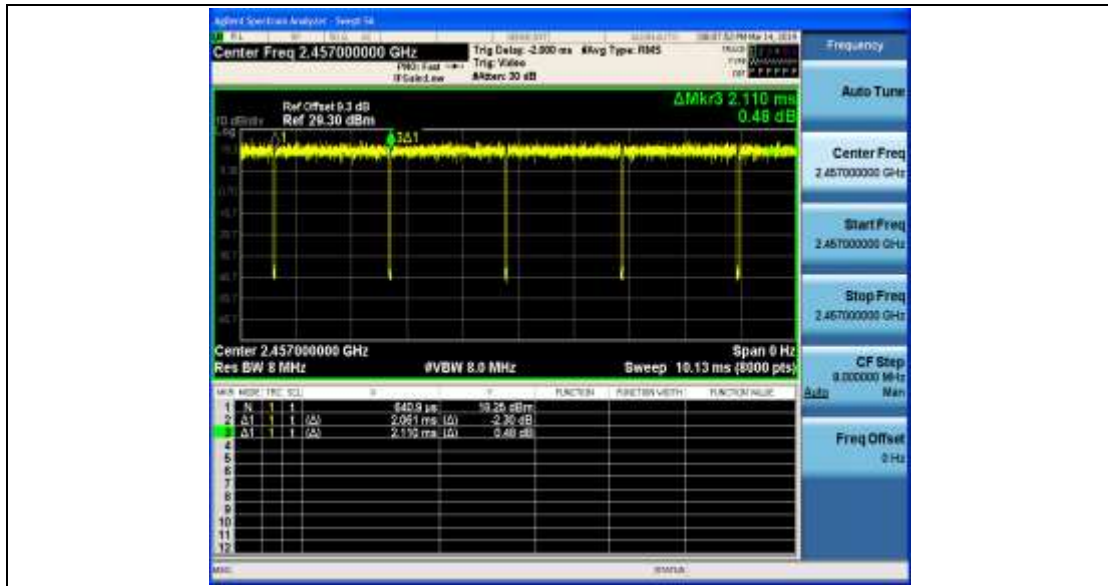 Agilent Spectrum Analyzer - Swept SA
Center Freq 2.457000000 GHz
PNO: Fast
IFGain:Low
Trig Delay: -2.000 ms
Trig: Video
#Atten: 30 dB
#Avg Type: RMS
Frequency
Auto Tune
Center Freq
2.457000000 GHz
Start Freq
2.457000000 GHz
Stop Freq
2.457000000 GHz
CF Step
8.000000 MHz
Auto Man
Freq Offset
0 Hz
ΔMkr3 2.110 ms
0.48 dB
Ref Offset 9.3 dB
10 dB/div Ref 29.30 dBm
Log
1
3Δ1
Center 2.457000000 GHz
Span 0 Hz
Res BW 8 MHz
#VBW 8.0 MHz
Sweep 10.13 ms (8000 pts)
MKR MODE TRC SCL X Y FUNCTION FUNCTION WIDTH FUNCTION VALUE
1 N 1 t 640.9 µs
2 Δ1 1 t (Δ) 2.061 ms (Δ) -2.30 dB
3 Δ1 1 t (Δ) 2.110 ms (Δ) 0.48 dB
4
5
6
7
8
9
10
11
12
MSG
STATUS